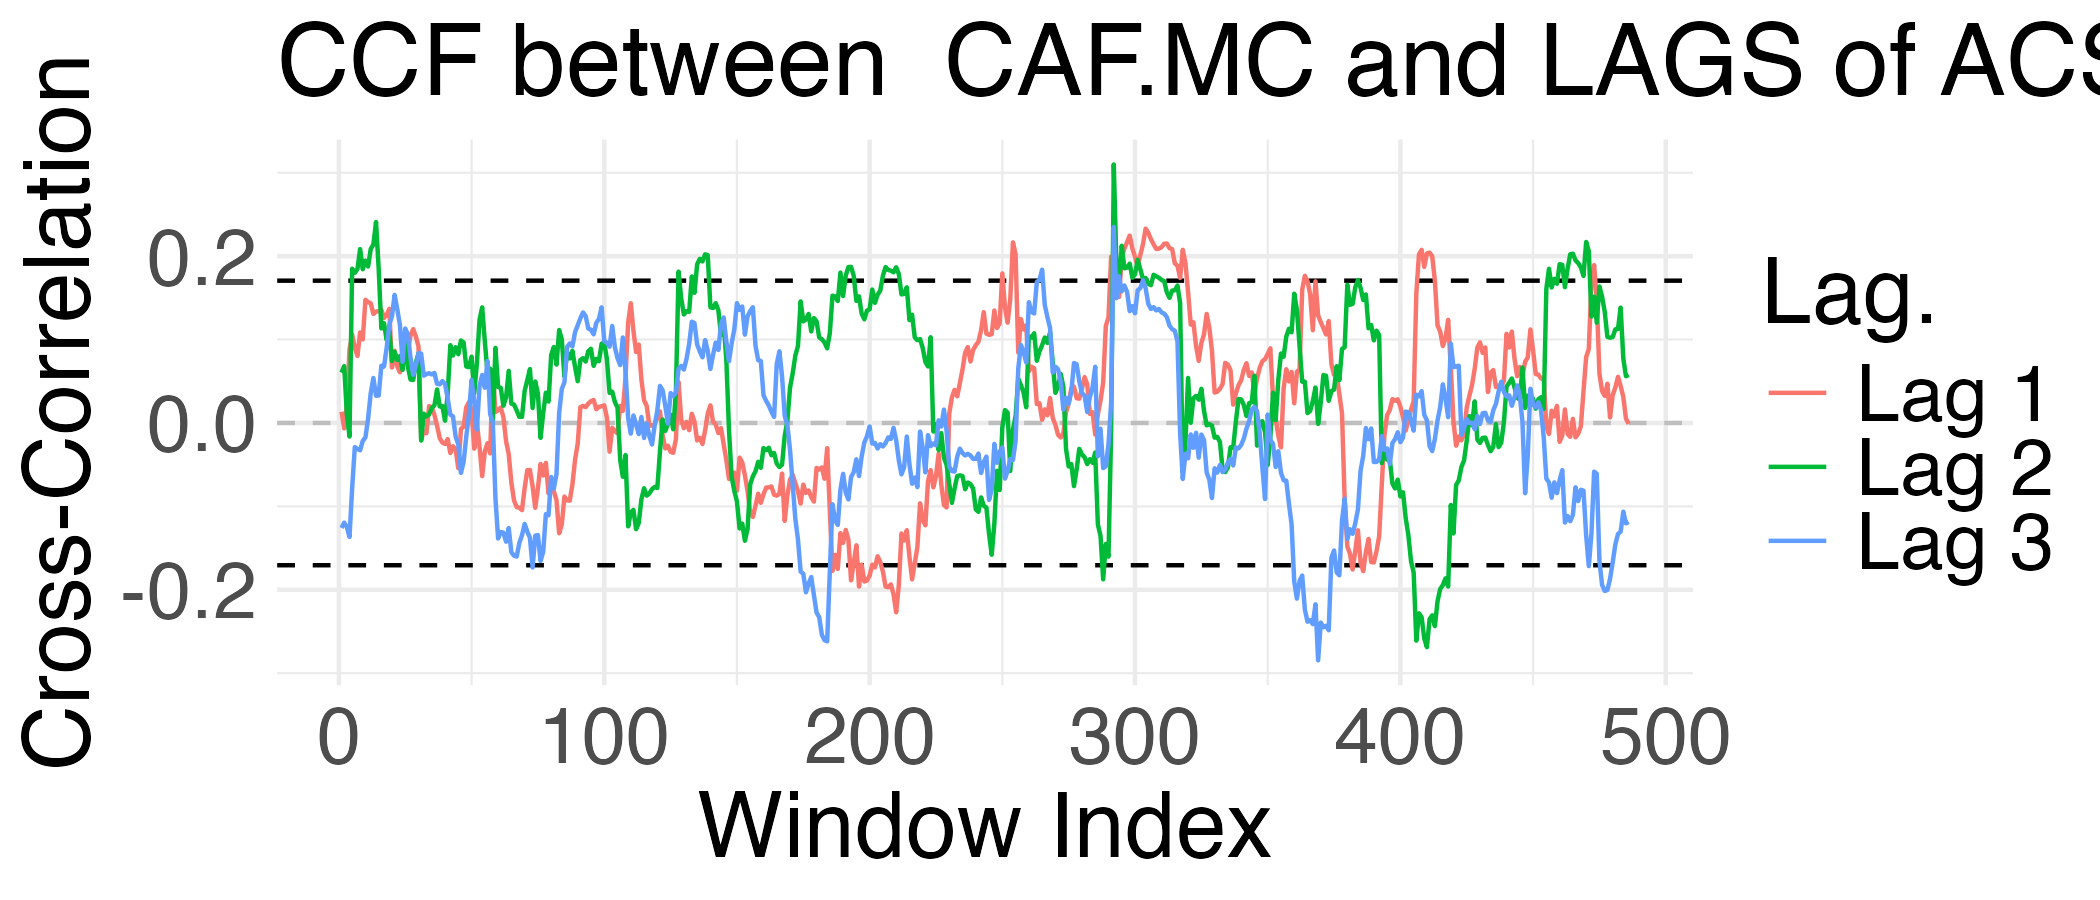 CCF between  CAF.MC and LAGS of ACS
Cross-Correlation
0.2
0.0
-0.2
0
100
200
300
400
500
Window Index
Lag.
Lag 1
Lag 2
Lag 3